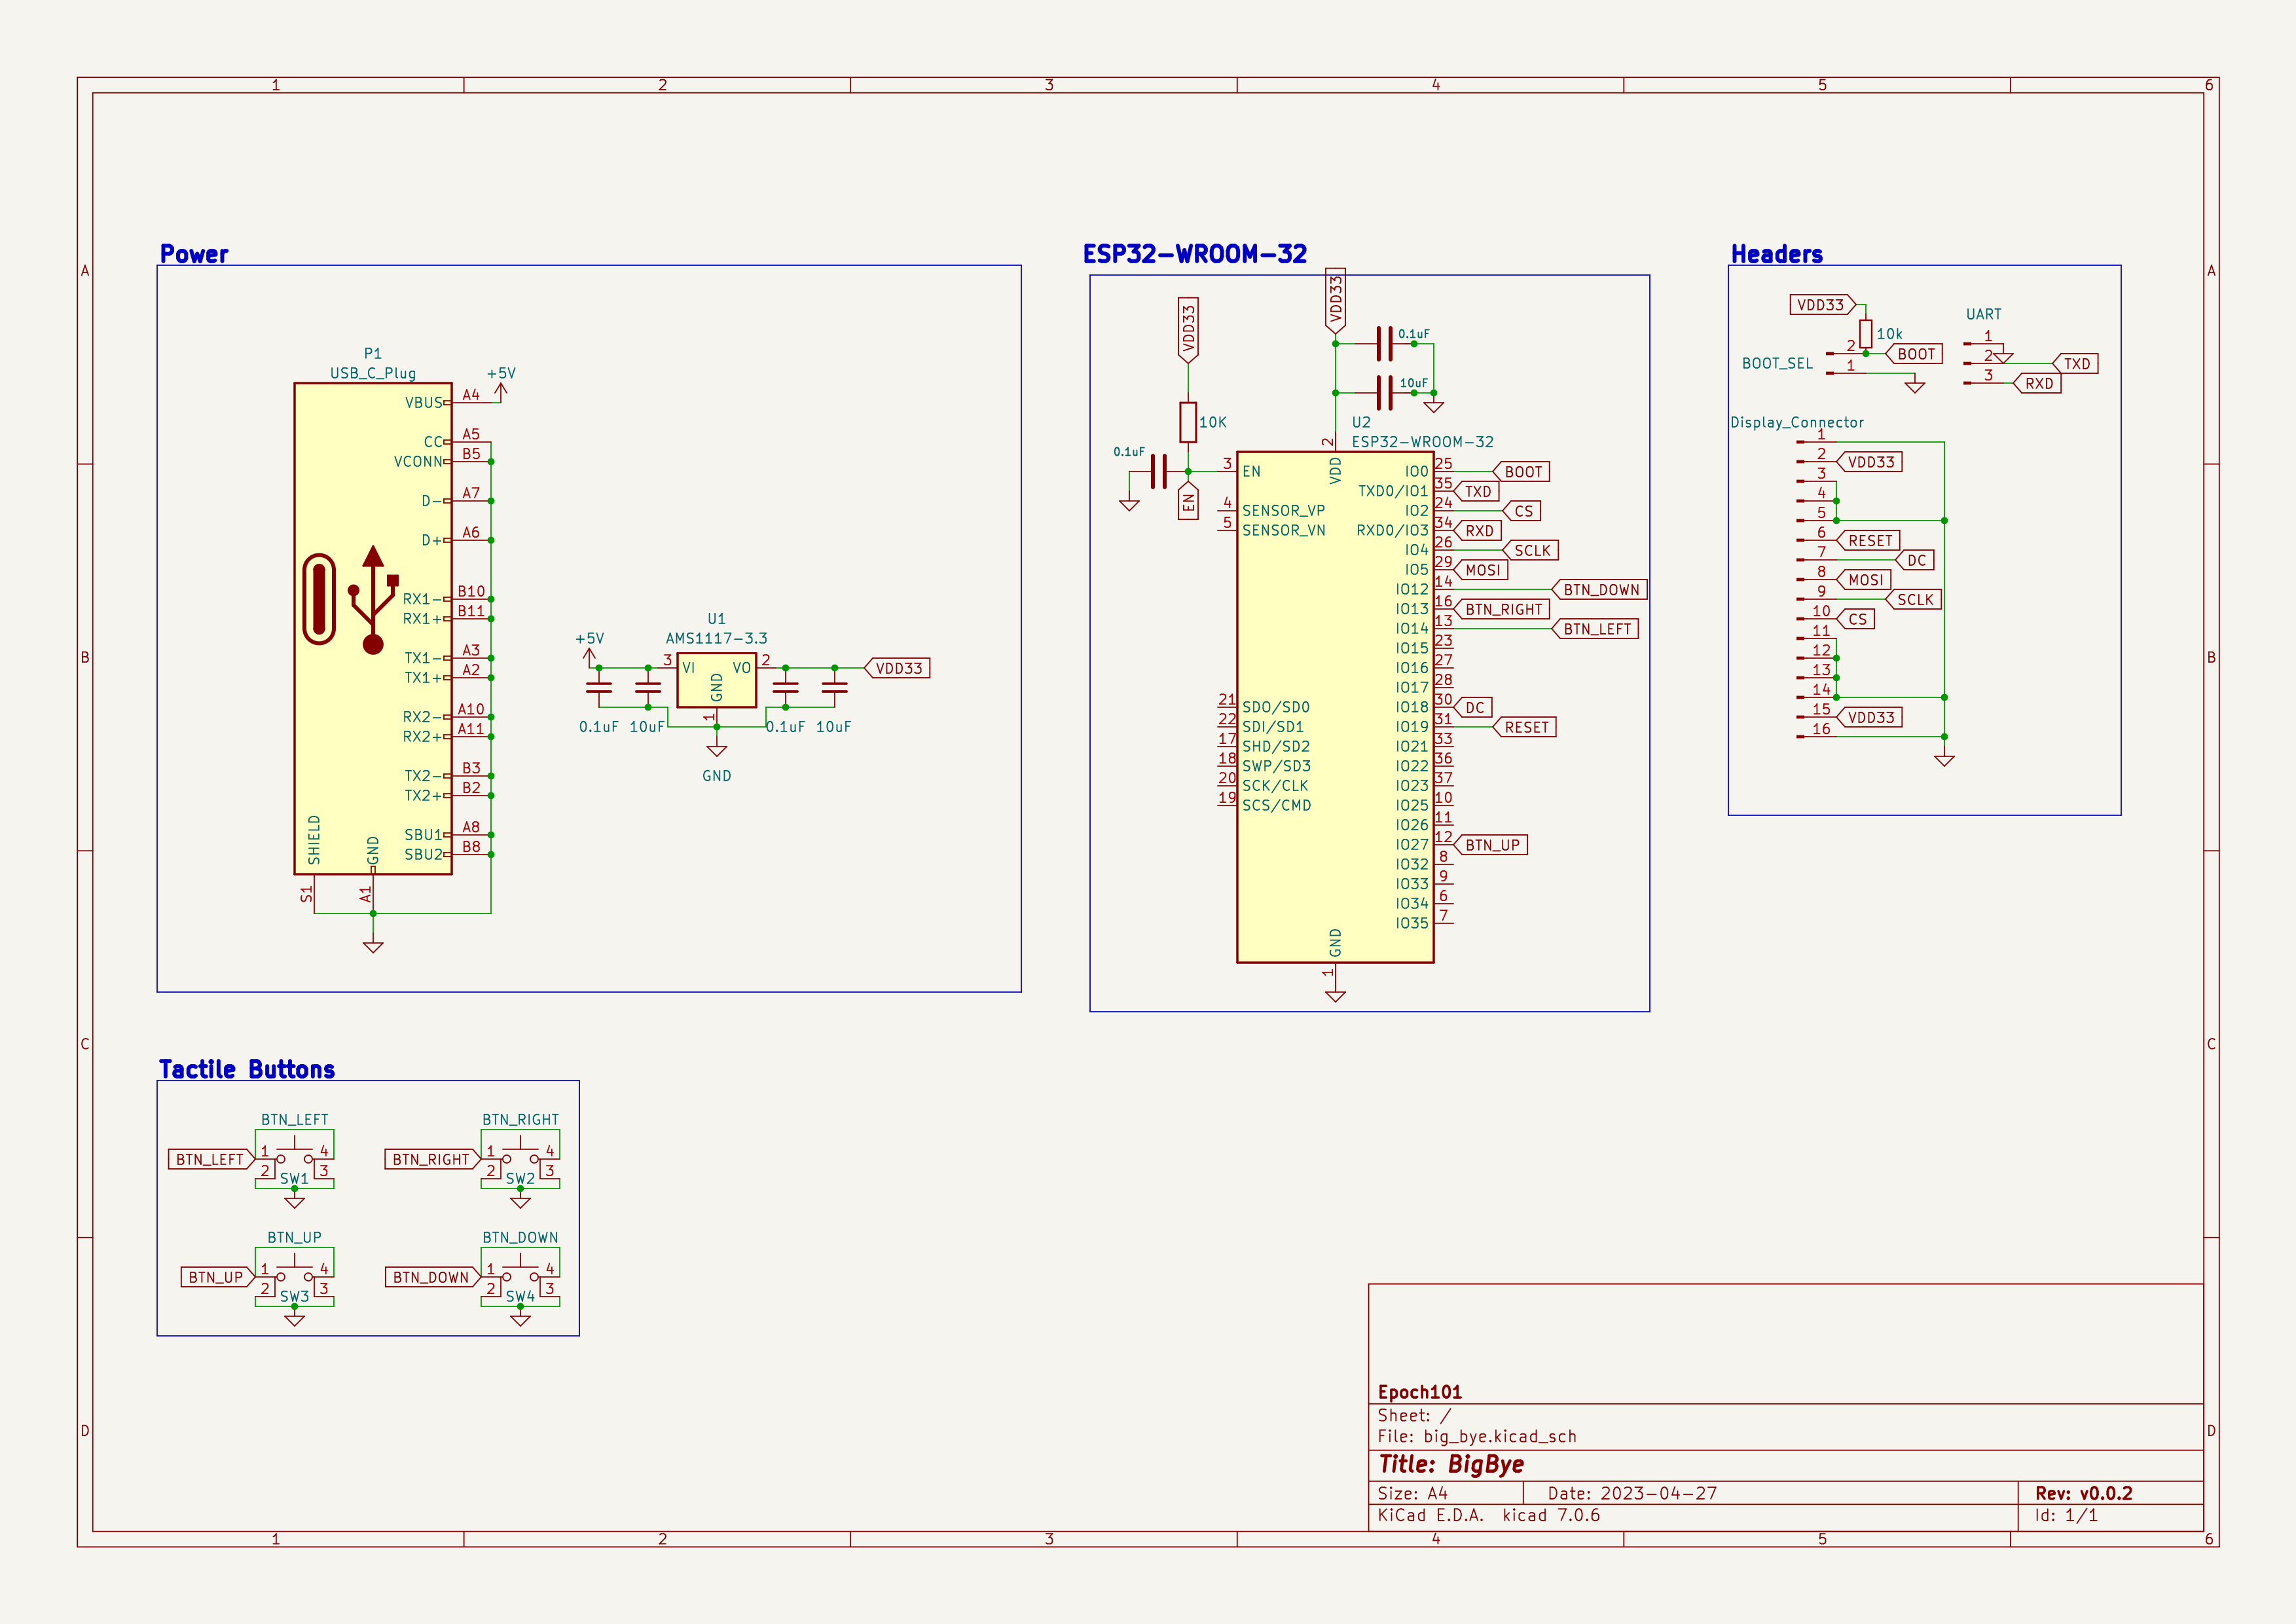 1 2 3 4 5 6
A
B
C
D
Power
P1
USB_C_Plug
+5V
VBUS A4
CC A5
VCONN B5
D- A7
D+ A6
RX1- B10
RX1+ B11
TX1- A3
TX1+ A2
RX2- A10
RX2+ A11
TX2- B3
TX2+ B2
SBU1 A8
SBU2 B8
SHIELD GND
S1 A1
U1
AMS1117-3.3
+5V
3 VI VO 2
VDD33
GND
1
0.1uF 10uF 0.1uF 10uF
GND
ESP32-WROOM-32
VDD33
VDD33
0.1uF
10uF
10K
0.1uF
EN
U2
ESP32-WROOM-32
2
VDD
3 EN
4 SENSOR_VP
5 SENSOR_VN
21 SDO/SD0
22 SDI/SD1
17 SHD/SD2
18 SWP/SD3
20 SCK/CLK
19 SCS/CMD
IO0 25 BOOT
TXD0/IO1 35 TXD
IO2 24 CS
RXD0/IO3 34 RXD
IO4 26 SCLK
IO5 29 MOSI
IO12 14 BTN_DOWN
IO13 16 BTN_RIGHT
IO14 13 BTN_LEFT
IO15 23
IO16 27
IO17 28
IO18 30 DC
IO19 31 RESET
IO21 33
IO22 36
IO23 37
IO25 10
IO26 11
IO27 12 BTN_UP
IO32 8
IO33 9
IO34 6
IO35 7
GND
1
Headers
VDD33
10k
BOOT_SEL
2 BOOT
1
UART
1
2 TXD
3 RXD
Display_Connector
1
2 VDD33
3
4
5
6 RESET
7 DC
8 MOSI
9 SCLK
10 CS
11
12
13
14
15 VDD33
16
Tactile Buttons
BTN_LEFT
BTN_LEFT 1 4
2 SW1 3
BTN_RIGHT
BTN_RIGHT 1 4
2 SW2 3
BTN_UP
BTN_UP 1 4
2 SW3 3
BTN_DOWN
BTN_DOWN 1 4
2 SW4 3
Epoch101
Sheet: /
File: big_bye.kicad_sch
Title: BigBye
Size: A4 Date: 2023-04-27 Rev: v0.0.2
KiCad E.D.A. kicad 7.0.6 Id: 1/1
A
B
C
D
1 2 3 4 5 6